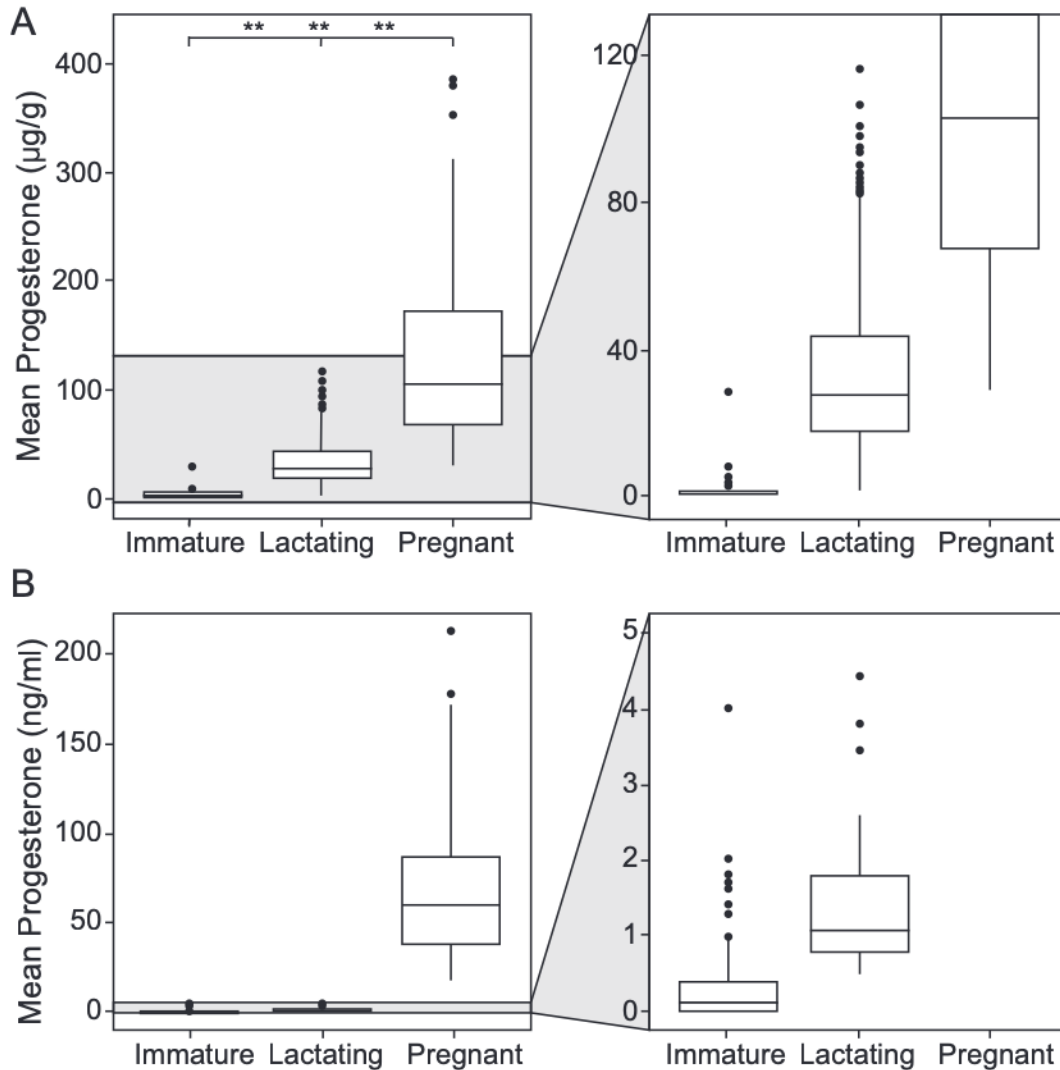 A
** ** **
Mean Progesterone (µg/g)
400
300
200
100
0
Immature Lactating Pregnant
120
80
40
0
Immature Lactating Pregnant
B
Mean Progesterone (ng/ml)
200
150
100
50
0
Immature Lactating Pregnant
5
4
3
2
1
0
Immature Lactating Pregnant